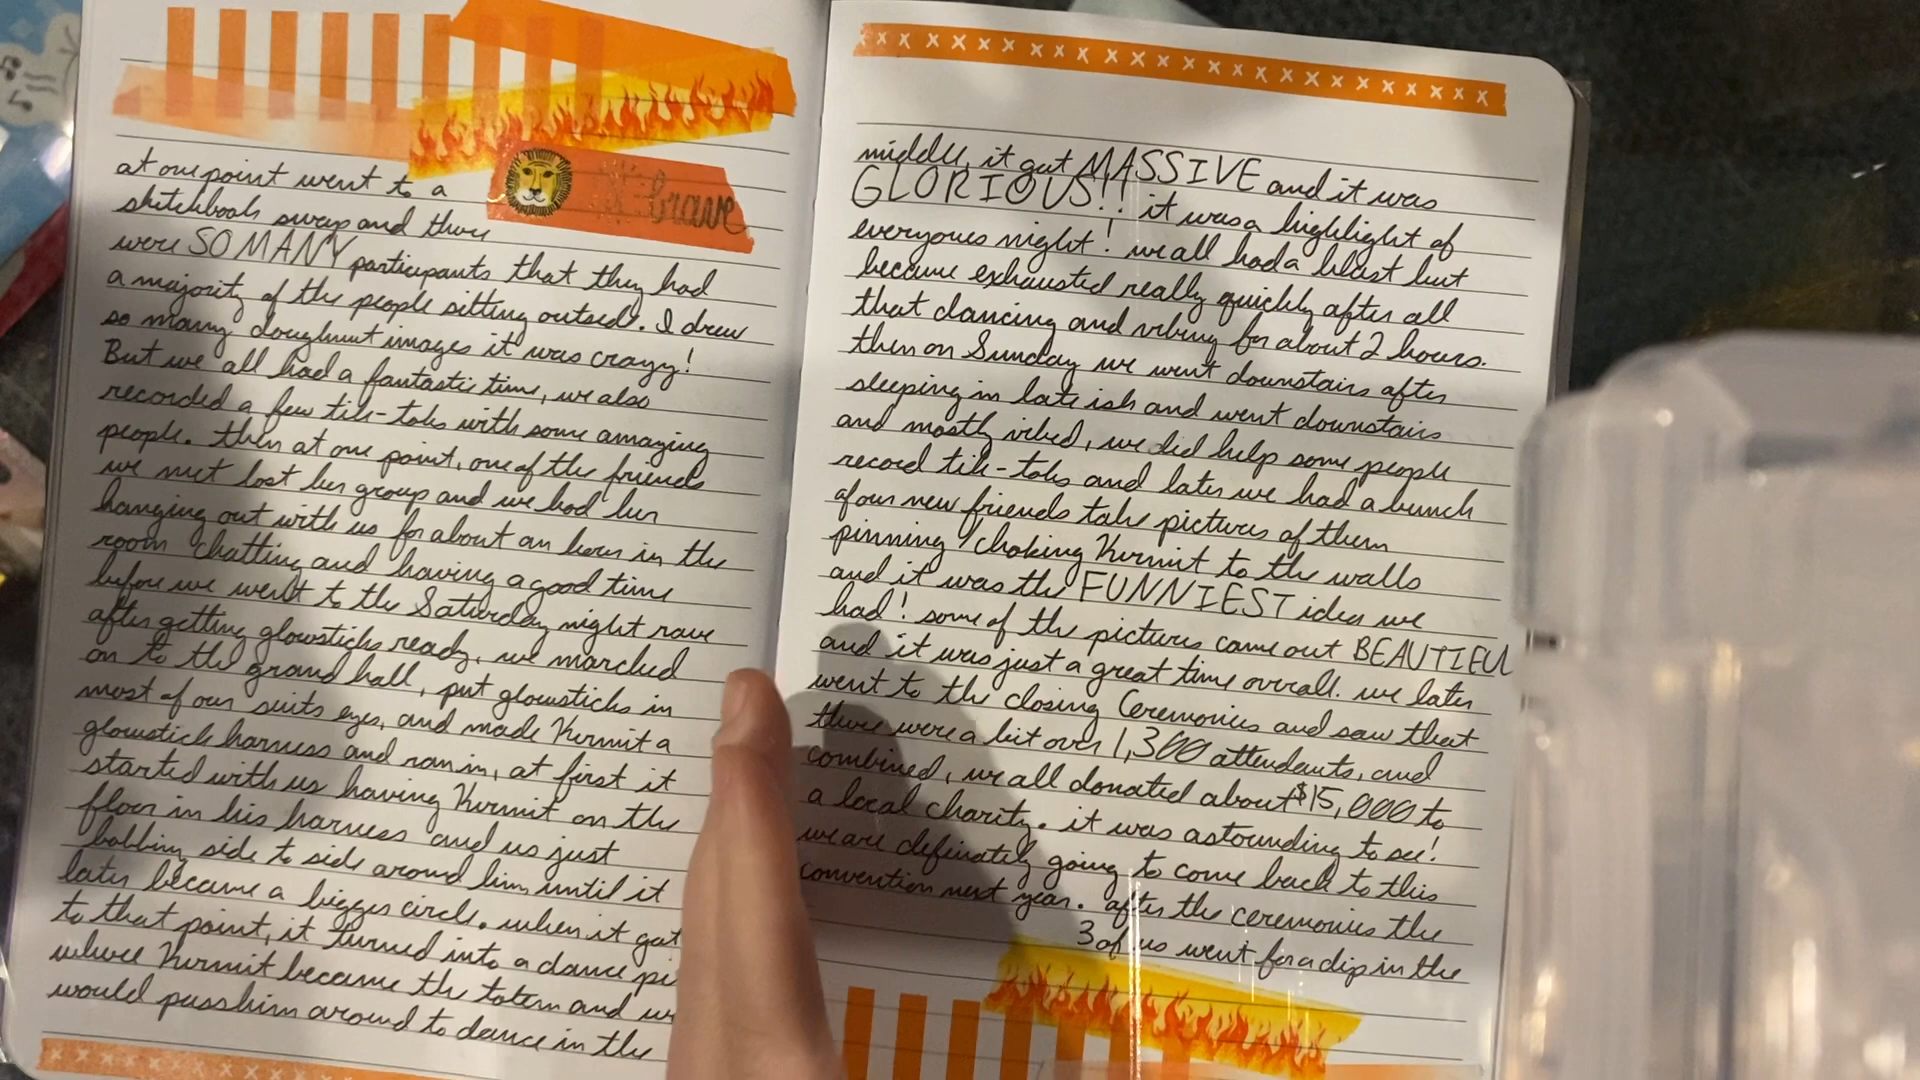 brave
at one point went to a
sketchbook swap and there
were SO MANY participants that they had
a majority of the people sitting outside. I drew
so many doughnut images it was crazy!
But we all had a fantastic time, we also
recorded a few tik-toks with some amazing
people. then at one point, one of the friends
we met lost her group and we had her
hanging out with us for about an hour in the
room chatting and having a good time
before we went to the Saturday night rave
after getting glowsticks ready, we marched
on to the grand hall, put glowsticks in
most of our suits eyes, and made Kermit a
glowstick harness and ran in, at first it
started with us having Kermit on the
floor in his harness and us just
bobbing side to side around him until it
later became a bigger circle. when it got
to that point, it turned into a dance pi
where Kermit became the totem and we
would pass him around to dance in the
middle, it got MASSIVE and it was
GLORIOUS!! it was a highlight of
everyones night! we all had a blast but
became exhausted really quickly after all
that dancing and vibing for about 2 hours.
then on Sunday we went downstairs after
sleeping in late ish and went downstairs
and mostly vibed, we did help some people
record tik-toks and later we had a bunch
of our new friends take pictures of them
pinning / choking Kermit to the walls
and it was the FUNNIEST idea we
had! some of the pictures came out BEAUTIFUL
and it was just a great time overall. we later
went to the closing Ceremonies and saw that
there were a bit over 1,300 attendants, and
combined, we all donated about $15,000 to
a local charity. it was astounding to see!
we are definately going to come back to this
convention next year. after the ceremonies the
3 of us went for a dip in the